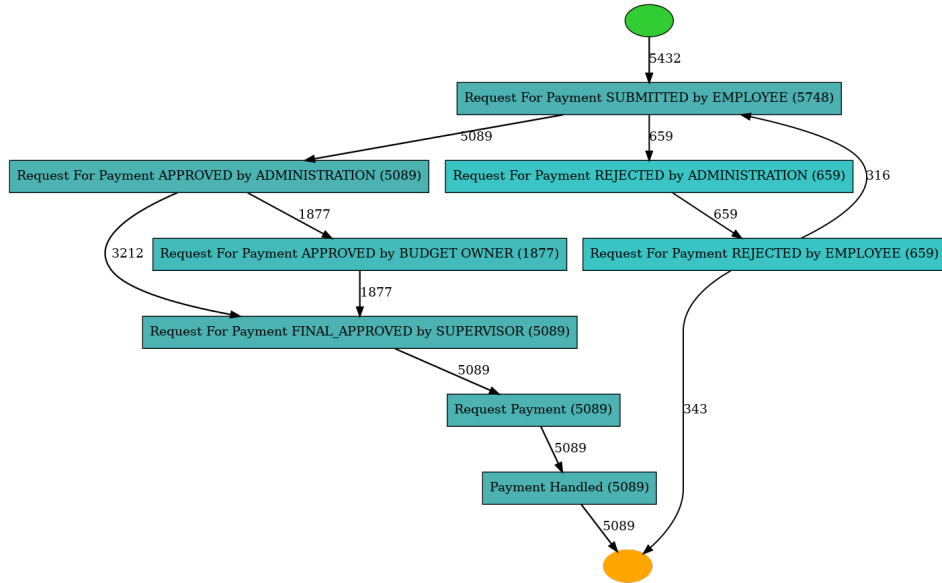 5432
Request For Payment SUBMITTED by EMPLOYEE (5748)
5089
659
Request For Payment APPROVED by ADMINISTRATION (5089)
Request For Payment REJECTED by ADMINISTRATION (659)
316
1877
659
3212
Request For Payment APPROVED by BUDGET OWNER (1877)
Request For Payment REJECTED by EMPLOYEE (659)
1877
Request For Payment FINAL_APPROVED by SUPERVISOR (5089)
5089
Request Payment (5089)
343
5089
Payment Handled (5089)
5089